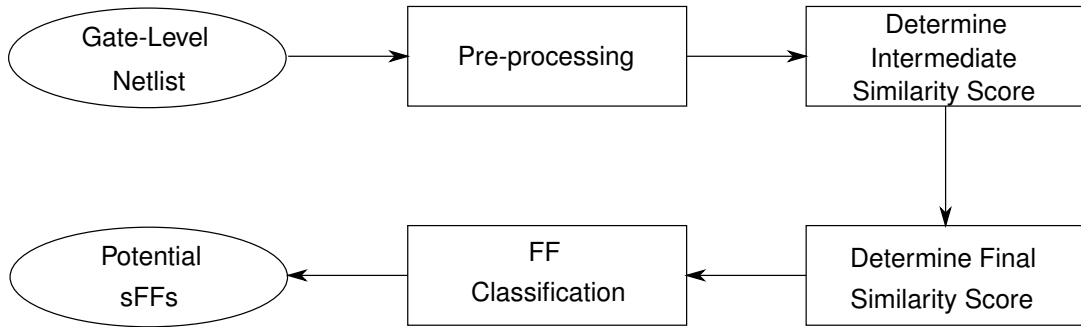 Gate-Level
Netlist
Pre-processing
Determine
Intermediate
Similarity Score
Determine Final
Similarity Score
FF
Classification
Potential
sFFs